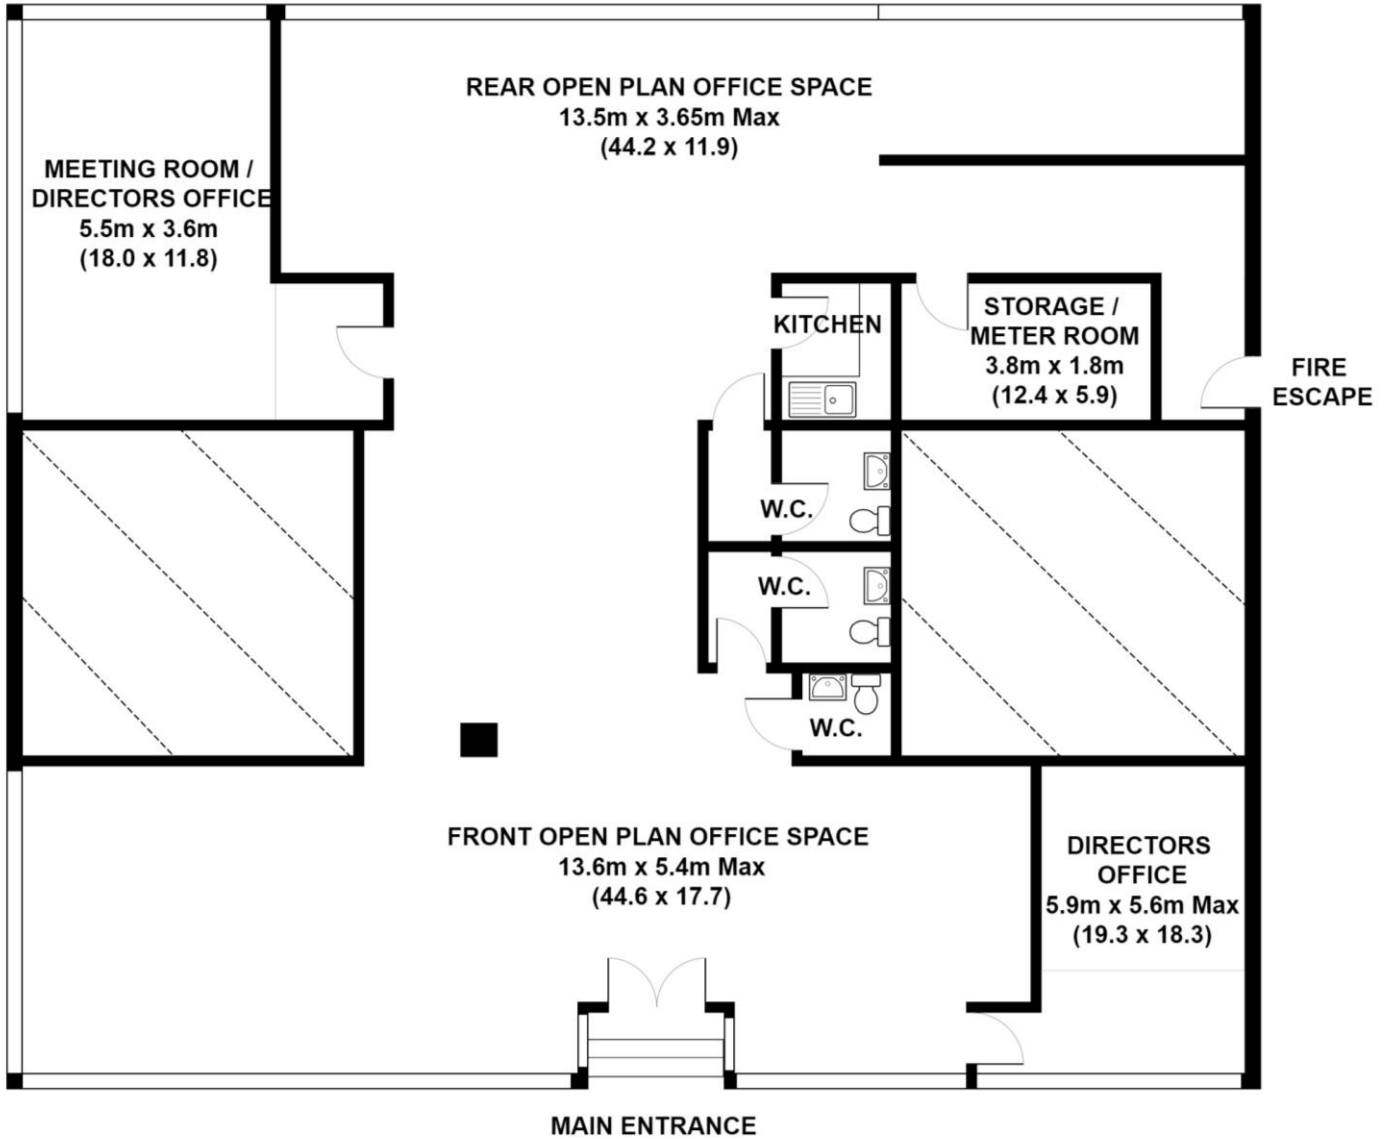 REAR OPEN PLAN OFFICE SPACE
13.5m x 3.65m Max
(44.2 x 11.9)
MEETING ROOM /
DIRECTORS OFFICE
5.5m x 3.6m
(18.0 x 11.8)
KITCHEN
STORAGE /
METER ROOM
3.8m x 1.8m
(12.4 x 5.9)
FIRE
ESCAPE
W.C.
W.C.
W.C.
FRONT OPEN PLAN OFFICE SPACE
13.6m x 5.4m Max
(44.6 x 17.7)
DIRECTORS
OFFICE
5.9m x 5.6m Max
(19.3 x 18.3)
MAIN ENTRANCE